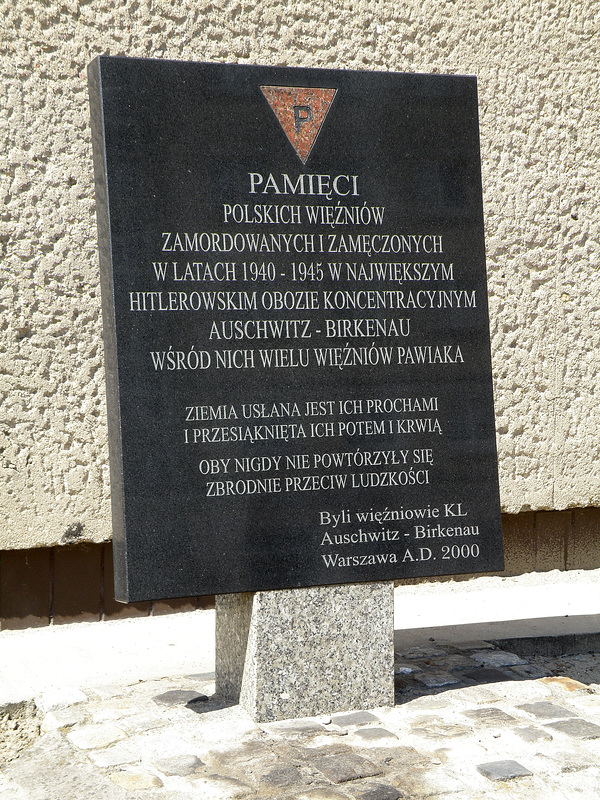 P
PAMIĘCI
POLSKICH WIĘŹNIÓW
ZAMORDOWANYCH I ZAMĘCZONYCH
W LATACH 1940 - 1945 W NAJWIĘKSZYM
HITLEROWSKIM OBOZIE KONCENTRACYJNYM
AUSCHWITZ - BIRKENAU
WŚRÓD NICH WIELU WIĘŹNIÓW PAWIAKA
ZIEMIA USŁANA JEST ICH PROCHAMI
I PRZESIĄKNIĘTA ICH POTEM I KRWIĄ
OBY NIGDY NIE POWTÓRZYŁY SIĘ
ZBRODNIE PRZECIW LUDZKOŚCI
Byli więźniowie KL
Auschwitz - Birkenau
Warszawa A.D. 2000